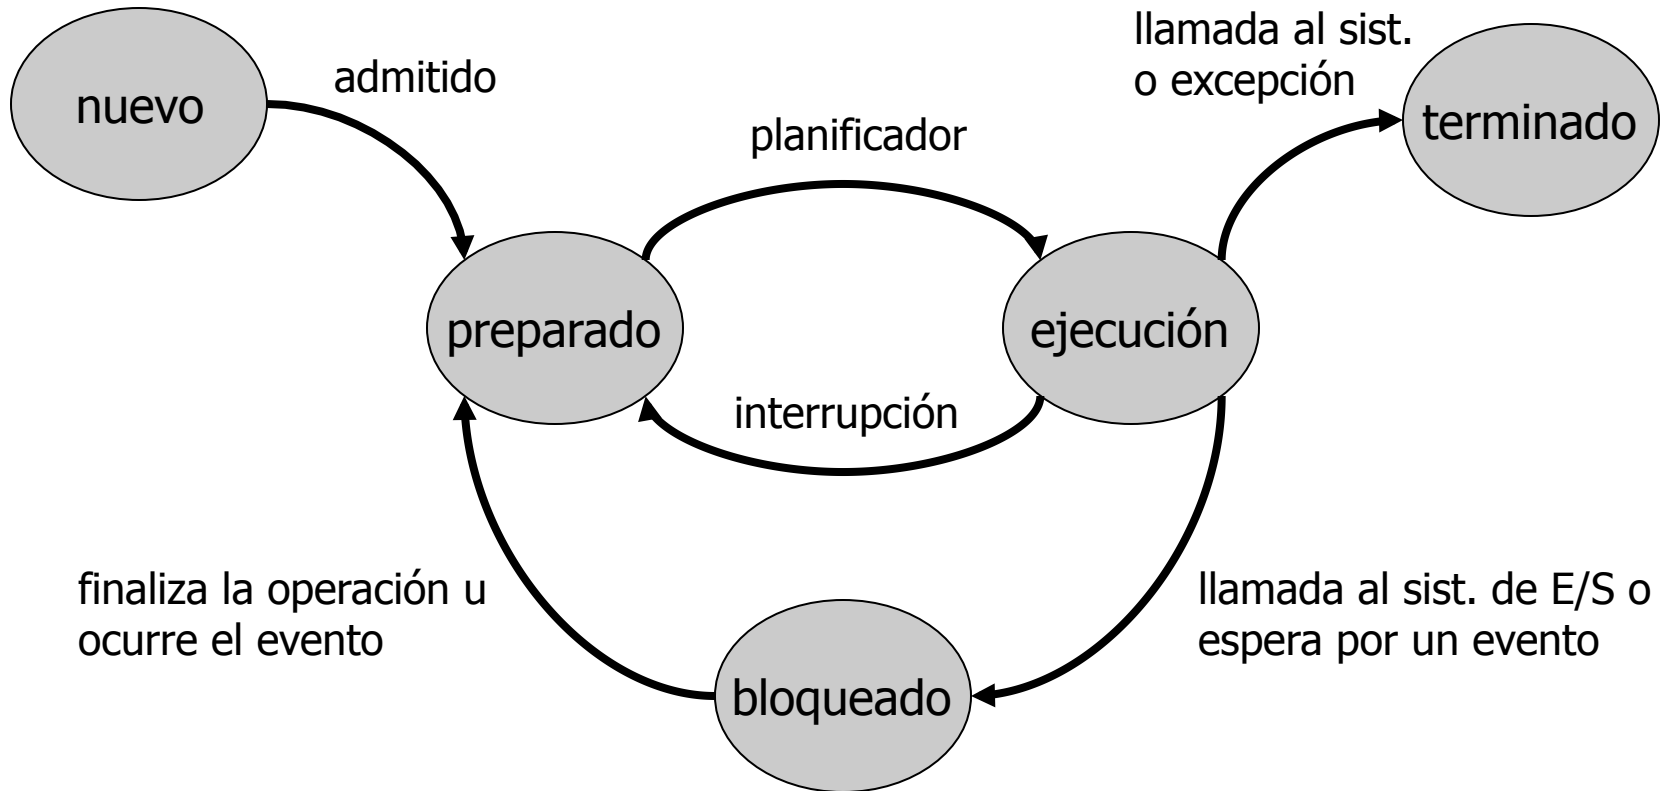 llamada al sist.
o excepción
nuevo
admitido
terminado
planificador
preparado
ejecución
interrupción
finaliza la operación u
ocurre el evento
llamada al sist. de E/S o
espera por un evento
bloqueado